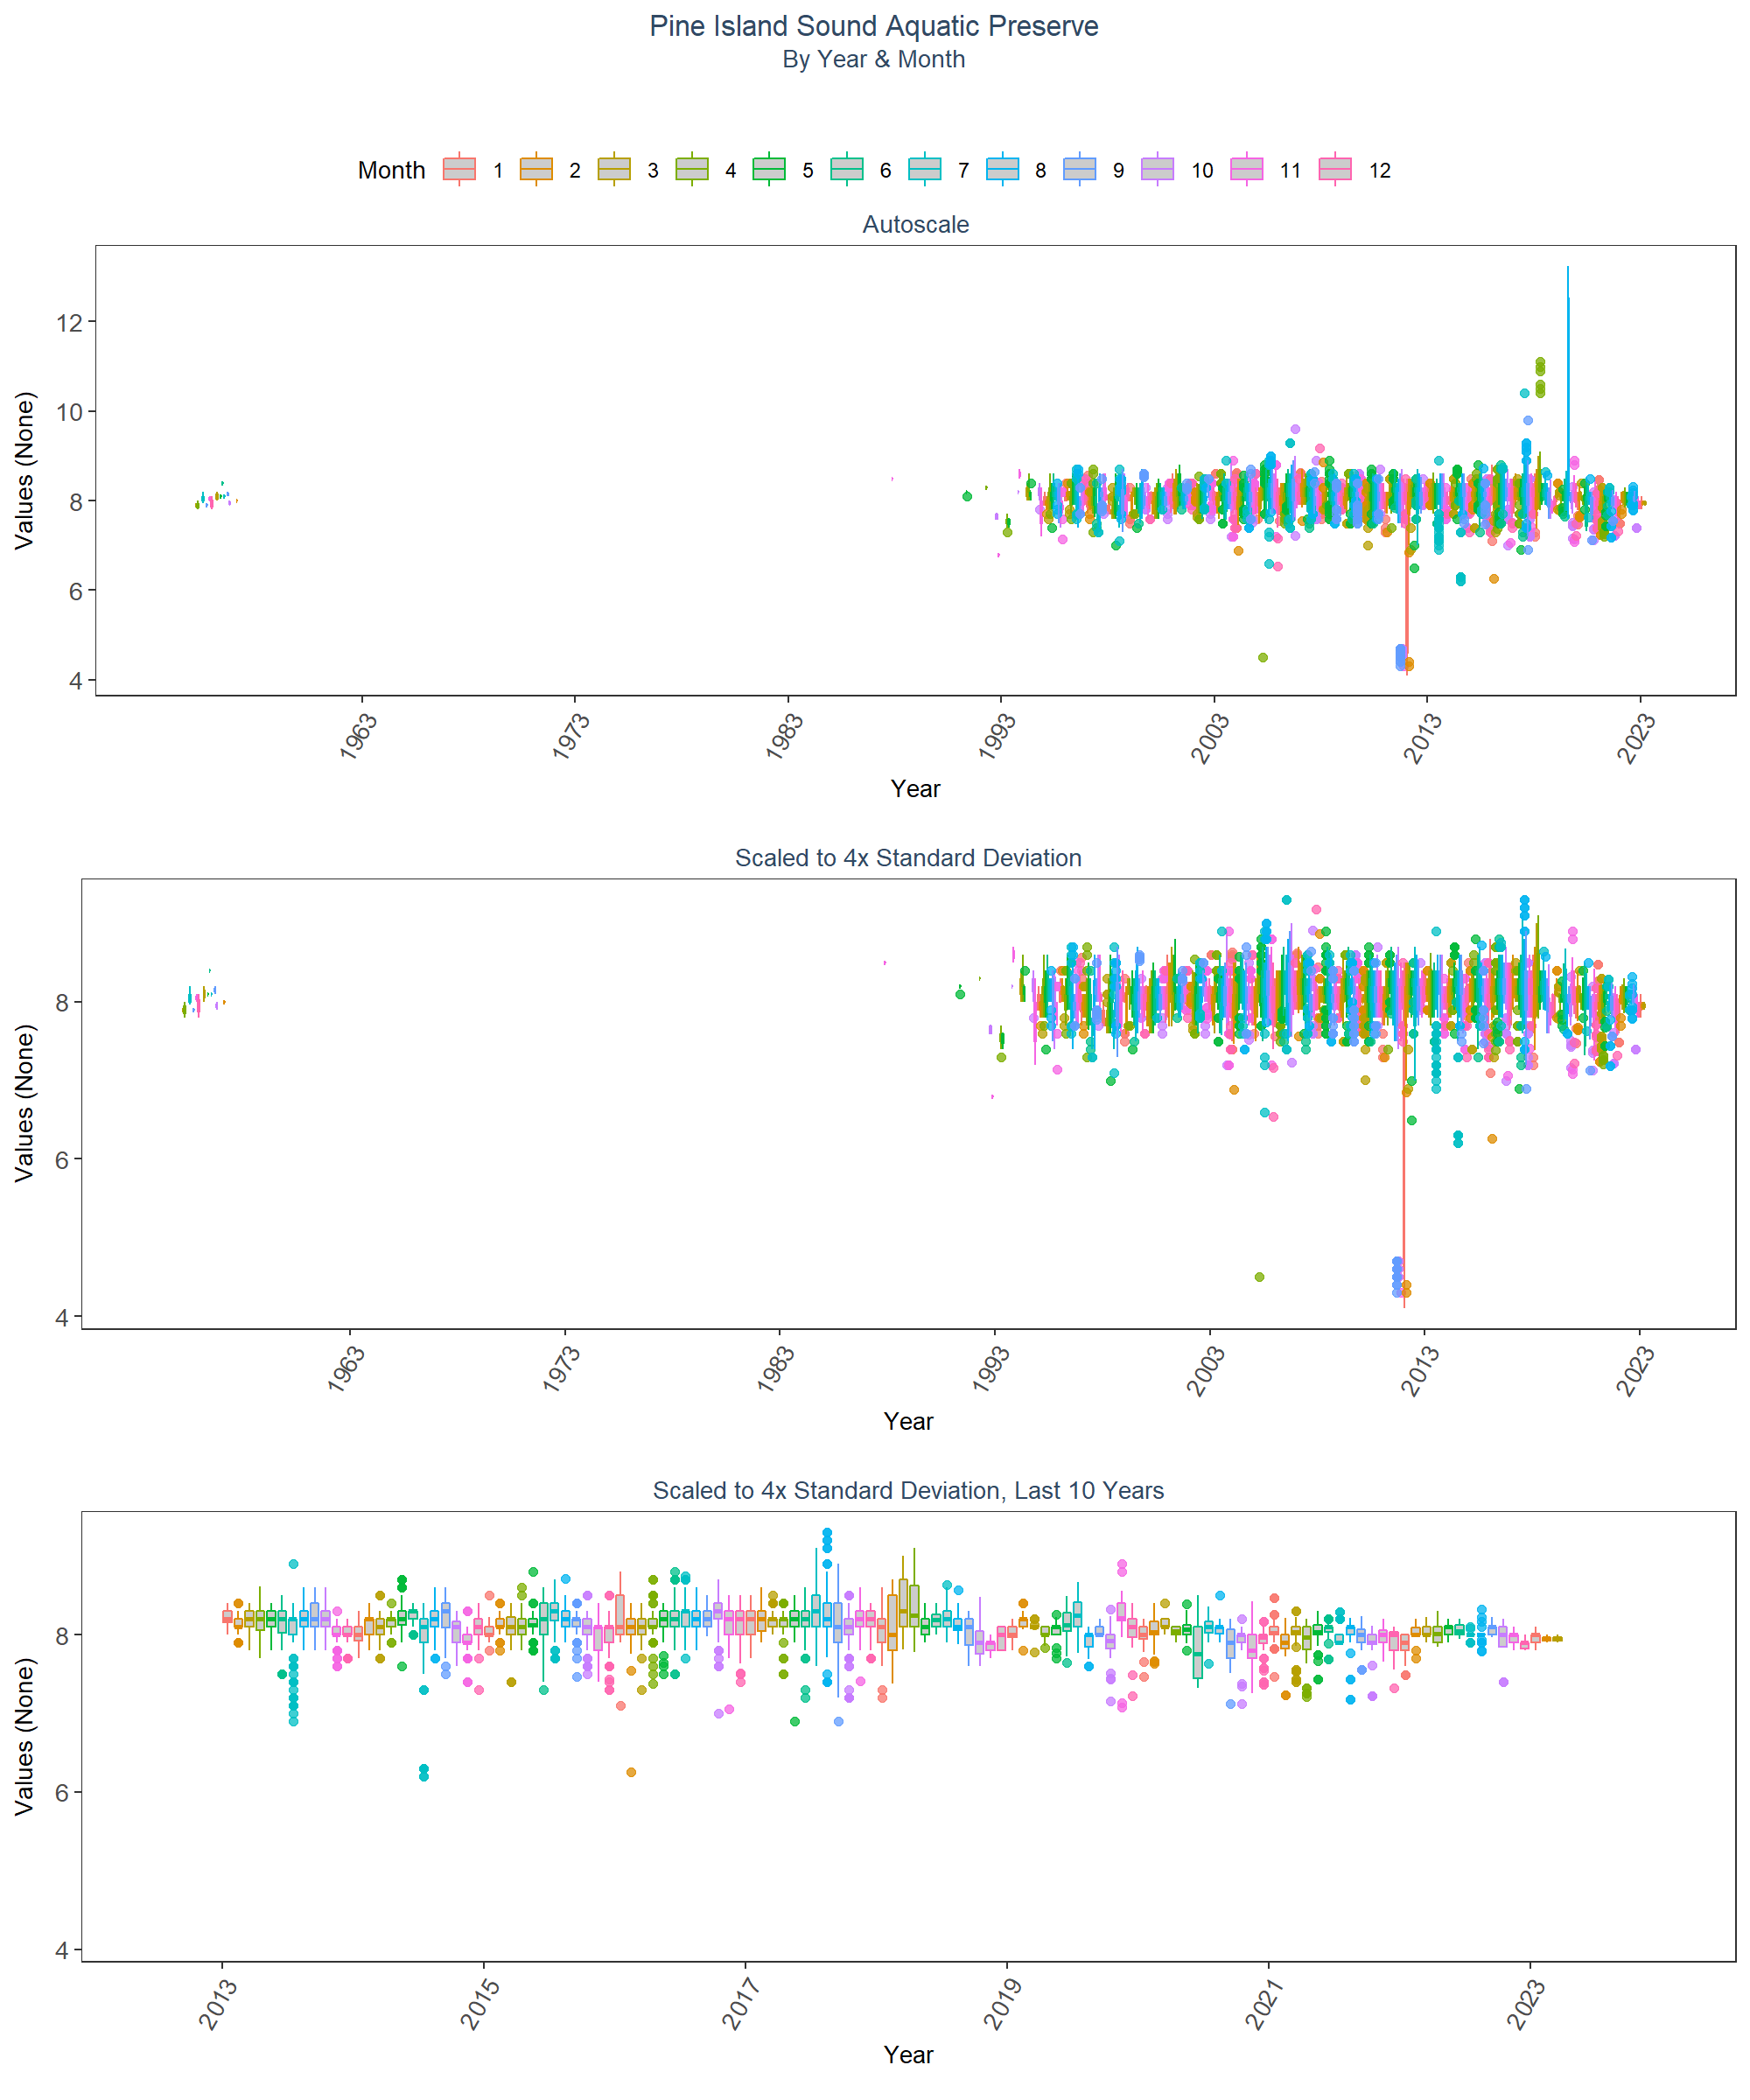 Pine Island Sound Aquatic Preserve
By Year & Month
Month 1 2 3 4 5 6 7 8 9 10 11 12
Autoscale
Values (None)
12
10
8
6
4
1963 1973 1983 1993 2003 2013 2023
Year
Scaled to 4x Standard Deviation
Values (None)
8
6
4
1963 1973 1983 1993 2003 2013 2023
Year
Scaled to 4x Standard Deviation, Last 10 Years
Values (None)
8
6
4
2013 2015 2017 2019 2021 2023
Year